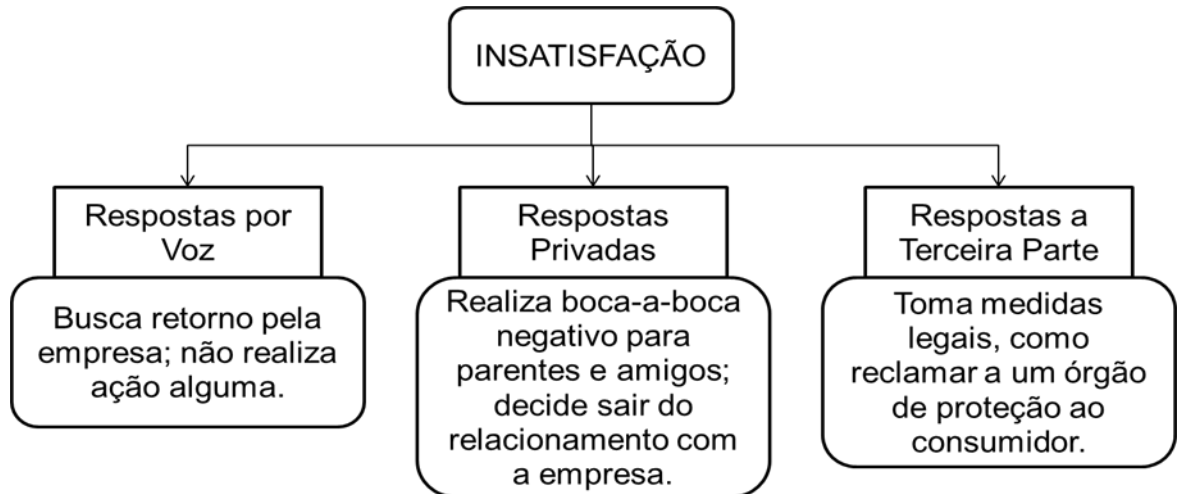 INSATISFAÇÃO
Respostas por
Voz
Busca retorno pela
empresa; não realiza
ação alguma.
Respostas
Privadas
Realiza boca-a-boca
negativo para
parentes e amigos;
decide sair do
relacionamento com
a empresa.
Respostas a
Terceira Parte
Toma medidas
legais, como
reclamar a um órgão
de proteção ao
consumidor.